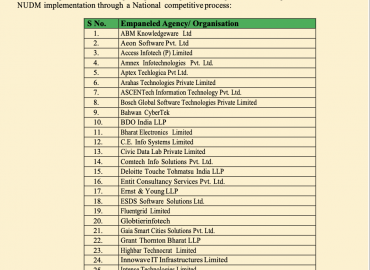 NUDM implementation through a National competitive process:
S No. Empaneled Agency/ Organisation
1. ABM Knowledgeware Ltd
2. Aeon Software Pvt. Ltd
3. Access Infotech (P) Limited
4. Amnex Infotechnologies Pvt. Ltd.
5. Aptex Techlogica Pvt Ltd.
6. Arahas Technologies Private Limited
7. ASCENTech Information Technology Pvt. Ltd.
8. Bosch Global Software Technologies Private Limited
9. Bahwan CyberTek
10. BDO India LLP
11. Bharat Electronics Limited
12. C.E. Info Systems Limited
13. Civic Data Lab Private Limited
14. Comtech Info Solutions Pvt. Ltd.
15. Deloitte Touche Tohmatsu India LLP
16. Entit Consultancy Services Pvt. Ltd.
17. Ernst & Young LLP
18. ESDS Software Solutions Ltd.
19. Fluentgrid Limited
20. Globtierinfotech
21. Gaia Smart Cities Solutions Pvt. Ltd.
22. Grant Thornton Bharat LLP
23. Highbar Technocrat Limited
24. Innowave IT Infrastructures Limited